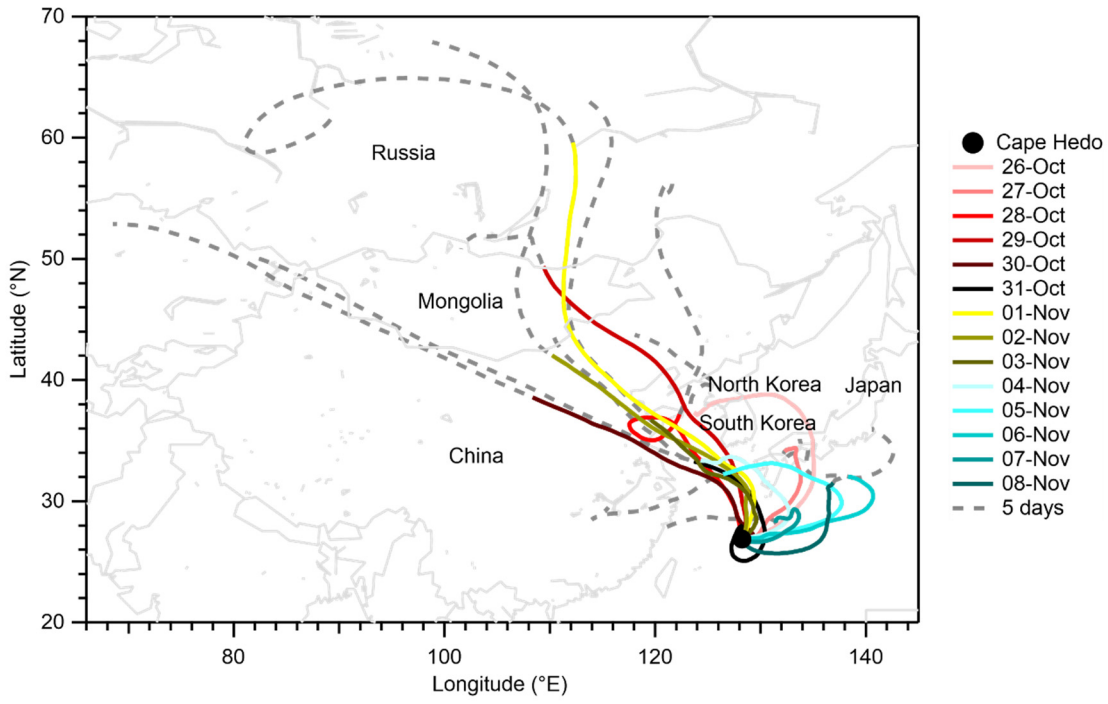 70
60
50
40
30
20
Latitude (°N)
80
100
120
140
Longitude (°E)
Russia
Mongolia
China
North Korea
South Korea
Japan
Cape Hedo
26-Oct
27-Oct
28-Oct
29-Oct
30-Oct
31-Oct
01-Nov
02-Nov
03-Nov
04-Nov
05-Nov
06-Nov
07-Nov
08-Nov
5 days